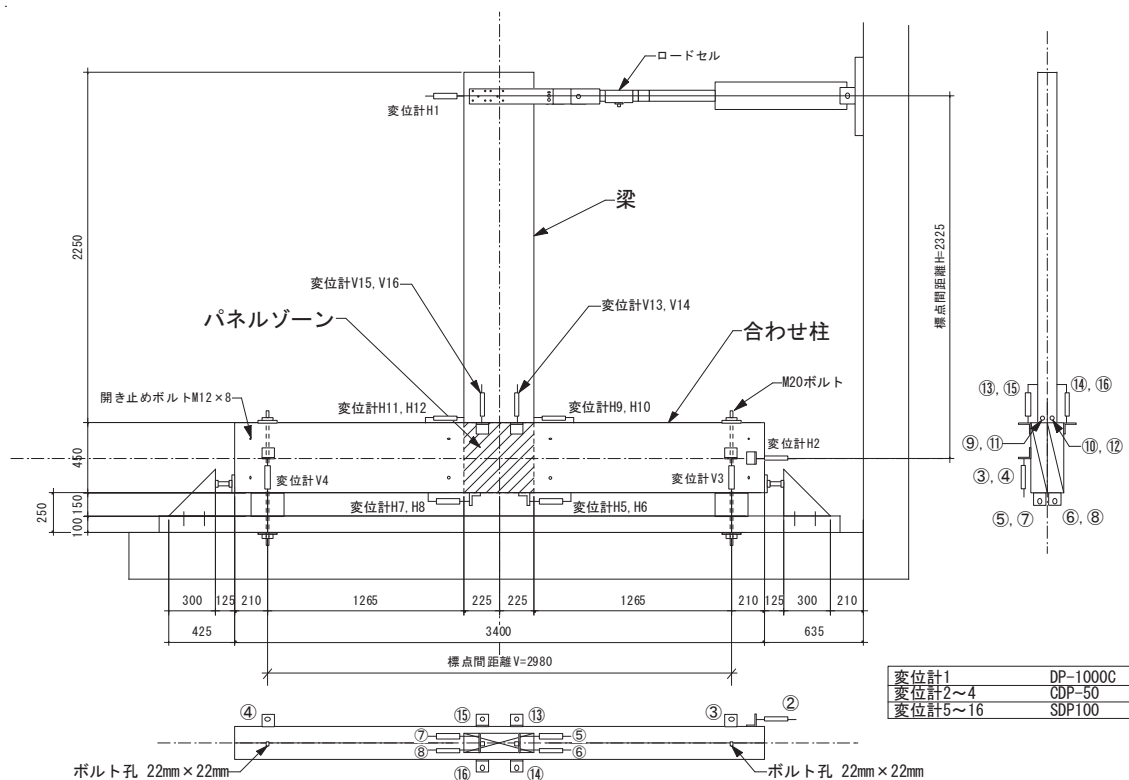 ロードセル
変位計H1
梁
2250
標点間距離H=2325
変位計V15, V16
変位計V13, V14
パネルゾーン
合わせ柱
M20ボルト
開き止めボルトM12×8
変位計H11, H12
変位計H9, H10
変位計H2
変位計V4
変位計V3
変位計H7, H8
変位計H5, H6
450
250
150
100
⑬, ⑮
⑭, ⑯
⑨, ⑪
⑩, ⑫
③, ④
⑤, ⑦
⑥, ⑧
300 125 210 1265 225 225 1265 210 125 300 210
425 3400 635
標点間距離V=2980
変位計1 DP-1000C
変位計2~4 CDP-50
変位計5~16 SDP100
④ ⑮ ⑬ ③ ②
⑦ ⑤
⑧ ⑥
⑯ ⑭
ボルト孔 22mm×22mm
ボルト孔 22mm×22mm